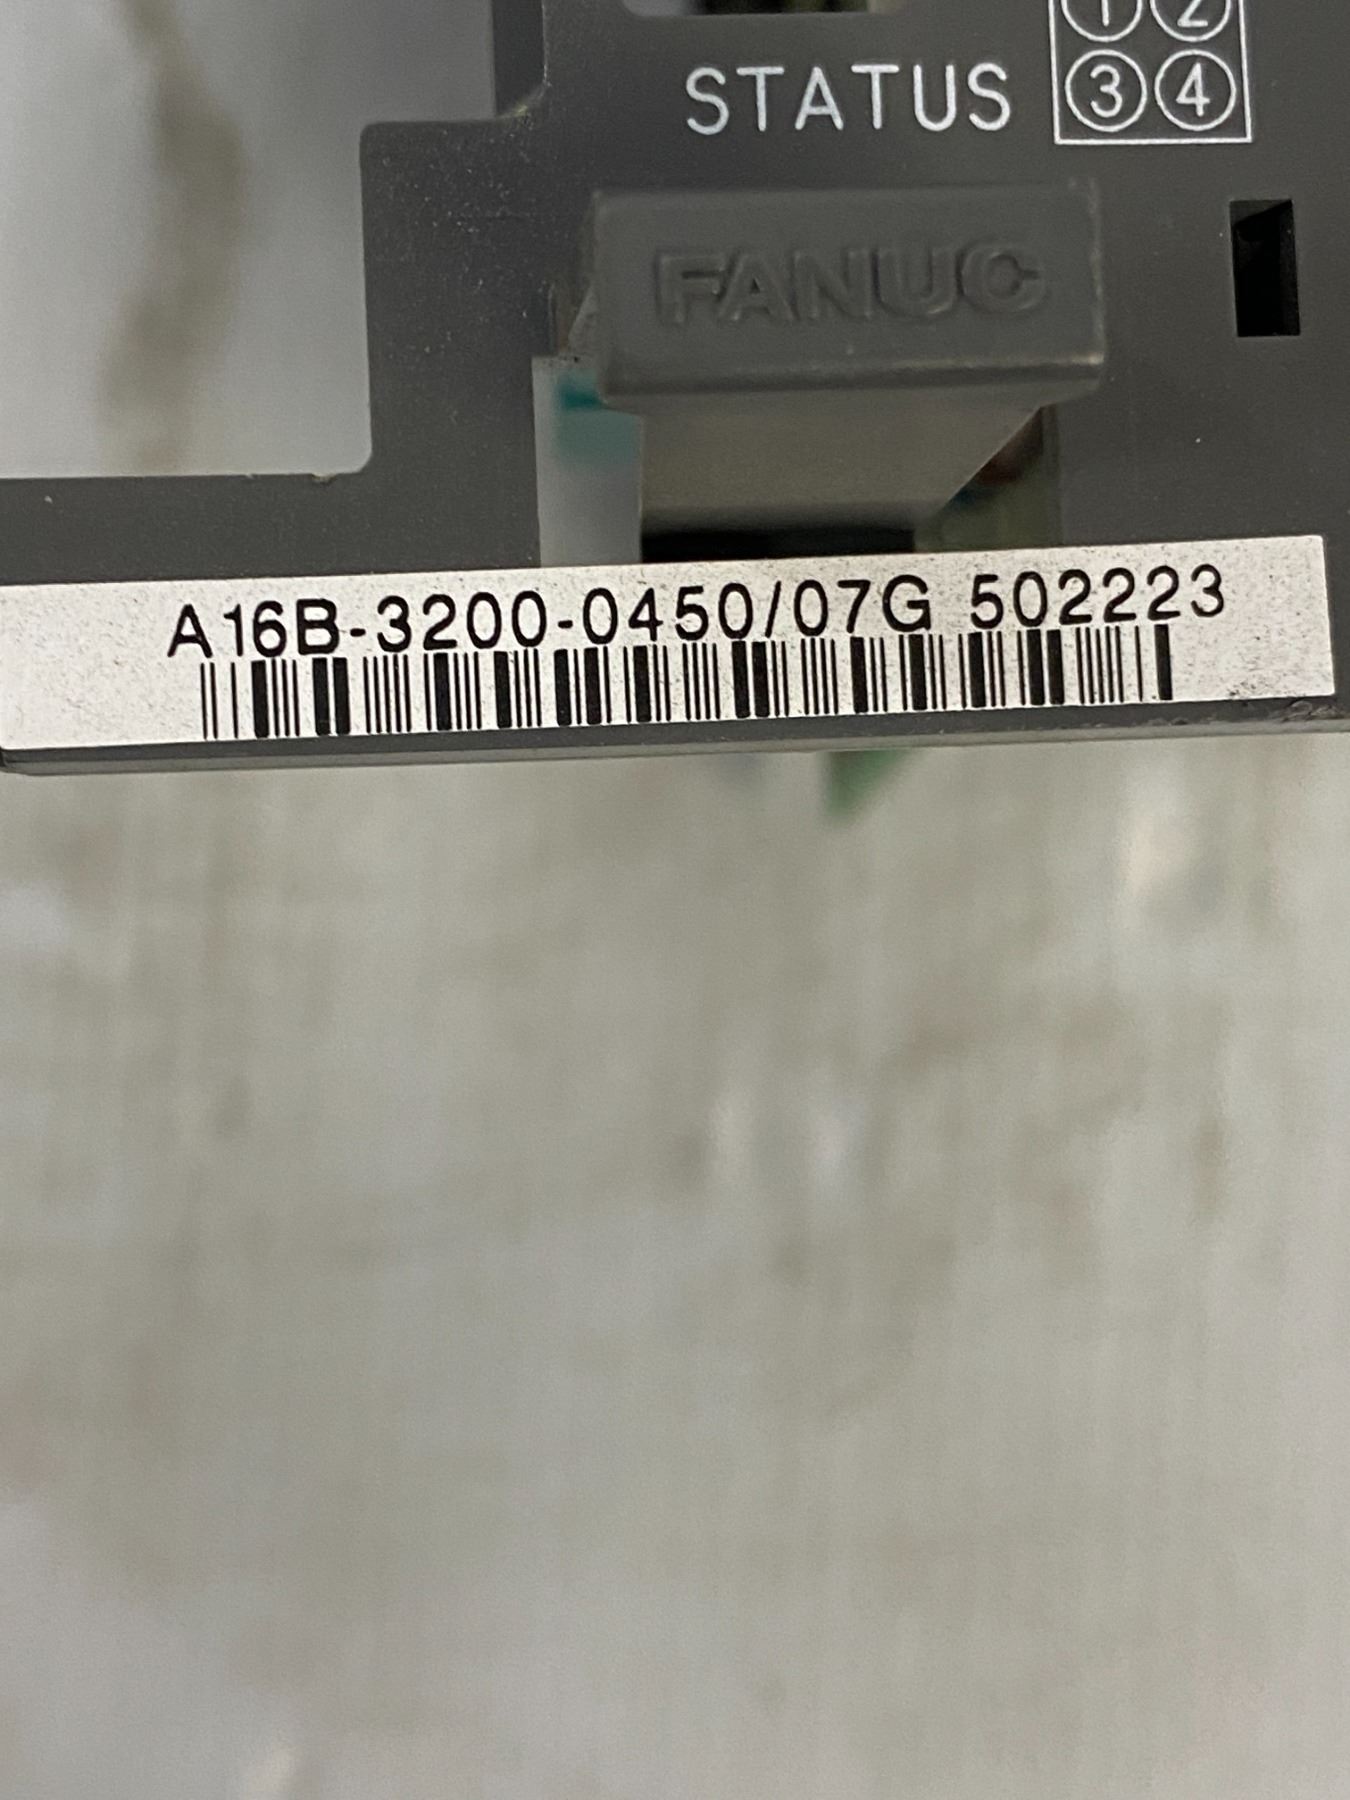 ① ②
STATUS ③ ④
FANUC
A16B-3200-0450/07G 502223